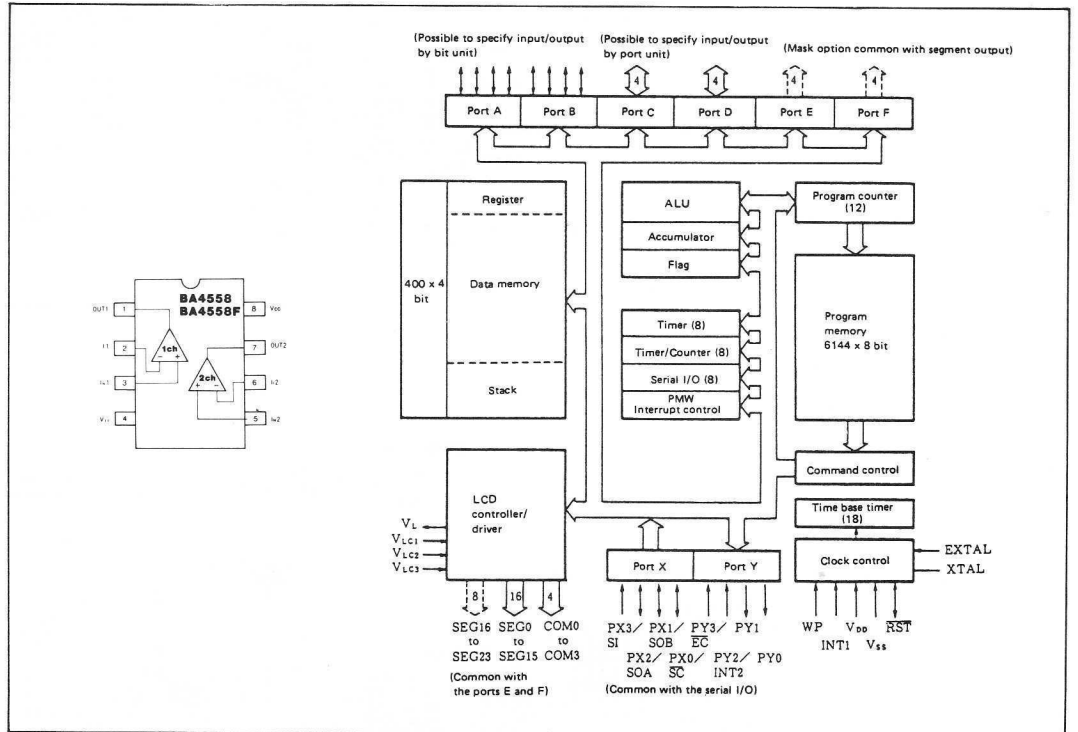 (Possible to specify input/output
by bit unit)
(Possible to specify input/output
by port unit)
(Mask option common with segment output)
4
4
4
4
Port A
Port B
Port C
Port D
Port E
Port F
400 x 4
bit
Register
Data memory
Stack
ALU
Accumulator
Flag
Timer (8)
Timer/Counter (8)
Serial I/O (8)
PMW
Interrupt control
Program counter
(12)
Program
memory
6144 x 8 bit
Command control
Time base timer
(18)
Clock control
EXTAL
XTAL
WP
INT1
VDD
Vss
RST
BA4558
BA4558F
OUT1
1
2
3
4
8
7
OUT2
6
5
1ch
- +
2ch
+ -
LCD
controller/
driver
VL
VLC1
VLC2
VLC3
8
16
4
SEG16
to
SEG23
SEG0
to
SEG15
COM0
to
COM3
(Common with
the ports E and F)
Port X
Port Y
PX3/
SI
PX1/
SOB
PY3/
EC
PY1
PX2/
SOA
PX0/
SC
PY2/
INT2
PY0
(Common with the serial I/O)